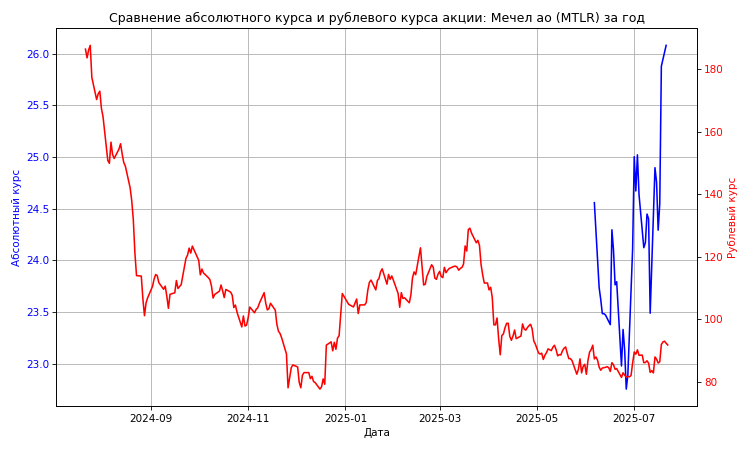 Сравнение абсолютного курса и рублевого курса акции: Мечел ао (MTLR) за год
26.0
25.5
25.0
24.5
24.0
23.5
23.0
Абсолютный курс
180
160
140
120
100
80
Рублевый курс
2024-09 2024-11 2025-01 2025-03 2025-05 2025-07
Дата